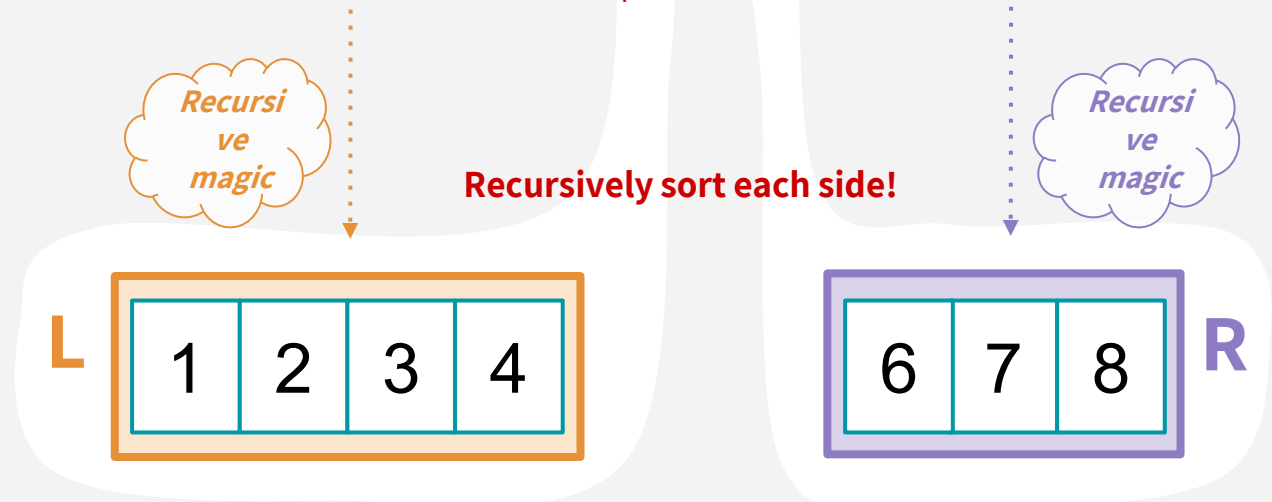 Recursi
ve
magic
Recursi
ve
magic
Recursively sort each side!
L 1 2 3 4
6 7 8 R